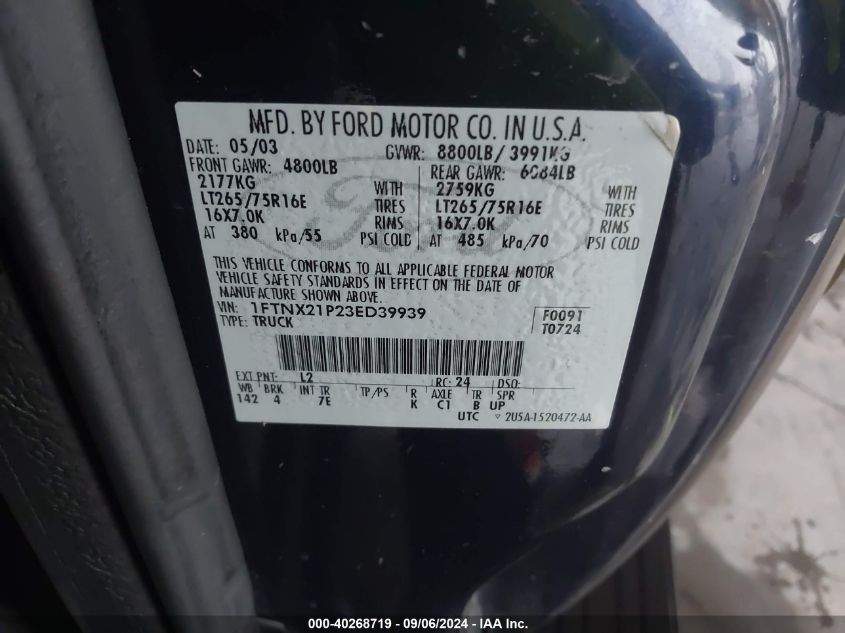 MFD. BY FORD MOTOR CO. IN U.S.A.
DATE: 05/03 GVWR: 8800LB/ 3991KG
FRONT GAWR: 4800LB REAR GAWR: 6084LB
2177KG WITH 2759KG WITH
LT265/75R16E TIRES LT265/75R16E TIRES
16X7.0K RIMS 16X7.0K RIMS
AT 380 kPa/55 PSI COLD AT 485 kPa/70 PSI COLD
Ford
THIS VEHICLE CONFORMS TO ALL APPLICABLE FEDERAL MOTOR
VEHICLE SAFETY STANDARDS IN EFFECT ON THE DATE OF
MANUFACTURE SHOWN ABOVE.
VIN: 1FTNX21P23ED39939 F0091
TYPE: TRUCK T0724
EXT PNT: L2 RC: 24 DSO:
WB BRK INT TR TP/PS R AXLE TR SPR
142 4 7E K C1 B UP
UTC ▽ 2U5A-1520472-AA
000-40268719 - 09/06/2024 - IAA Inc.